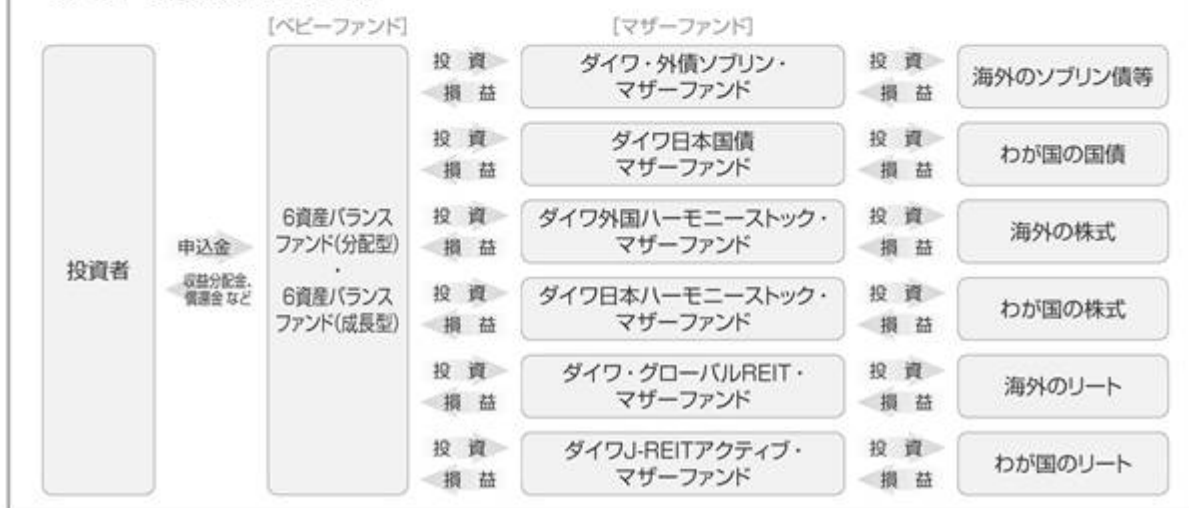 [ベビーファンド]
[マザーファンド]
投資者
申込金
収益分配金、
償還金 など
6資産バランス
ファンド(分配型)
・
6資産バランス
ファンド(成長型)
投 資
損 益
ダイワ・外債ソブリン・
マザーファンド
投 資
損 益
海外のソブリン債等
投 資
損 益
ダイワ日本国債
マザーファンド
投 資
損 益
わが国の国債
投 資
損 益
ダイワ外国ハーモニーストック・
マザーファンド
投 資
損 益
海外の株式
投 資
損 益
ダイワ日本ハーモニーストック・
マザーファンド
投 資
損 益
わが国の株式
投 資
損 益
ダイワ・グローバルREIT・
マザーファンド
投 資
損 益
海外のリート
投 資
損 益
ダイワJ-REITアクティブ・
マザーファンド
投 資
損 益
わが国のリート